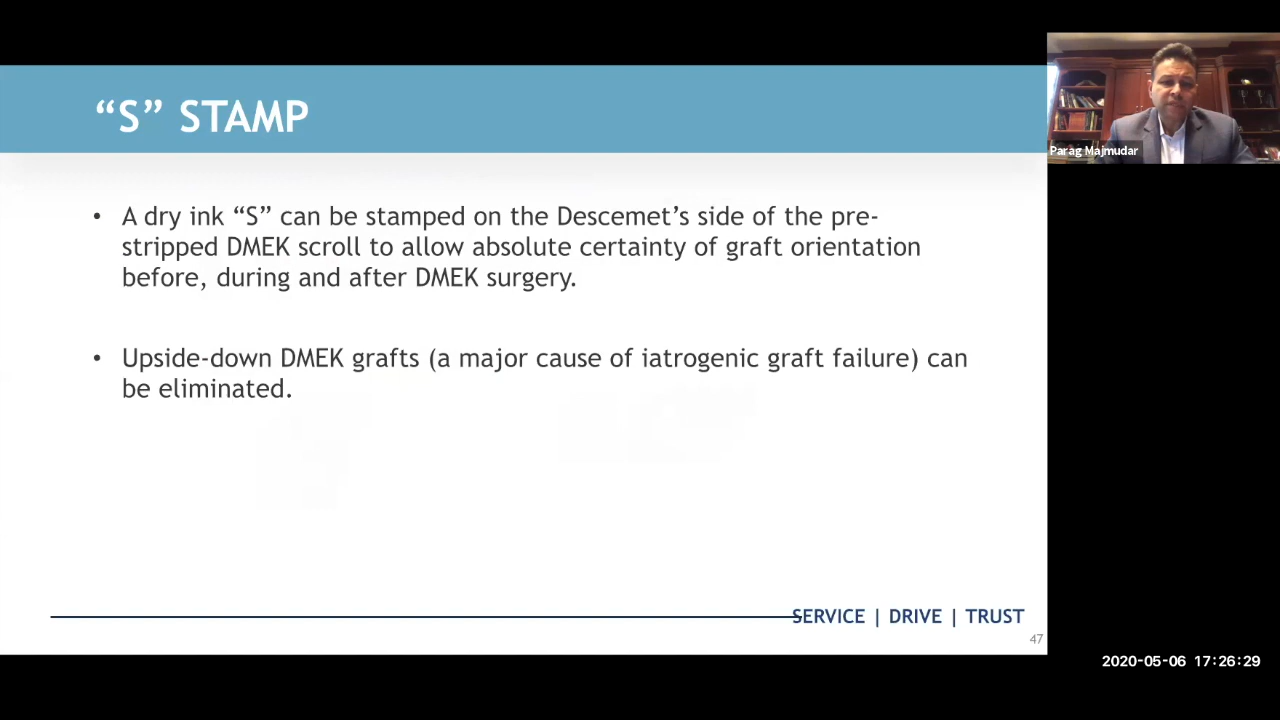 “S” STAMP
Parag Majmudar
• A dry ink “S” can be stamped on the Descemet’s side of the pre-
stripped DMEK scroll to allow absolute certainty of graft orientation
before, during and after DMEK surgery.
• Upside-down DMEK grafts (a major cause of iatrogenic graft failure) can
be eliminated.
SERVICE | DRIVE | TRUST
47
2020-05-06 17:26:29